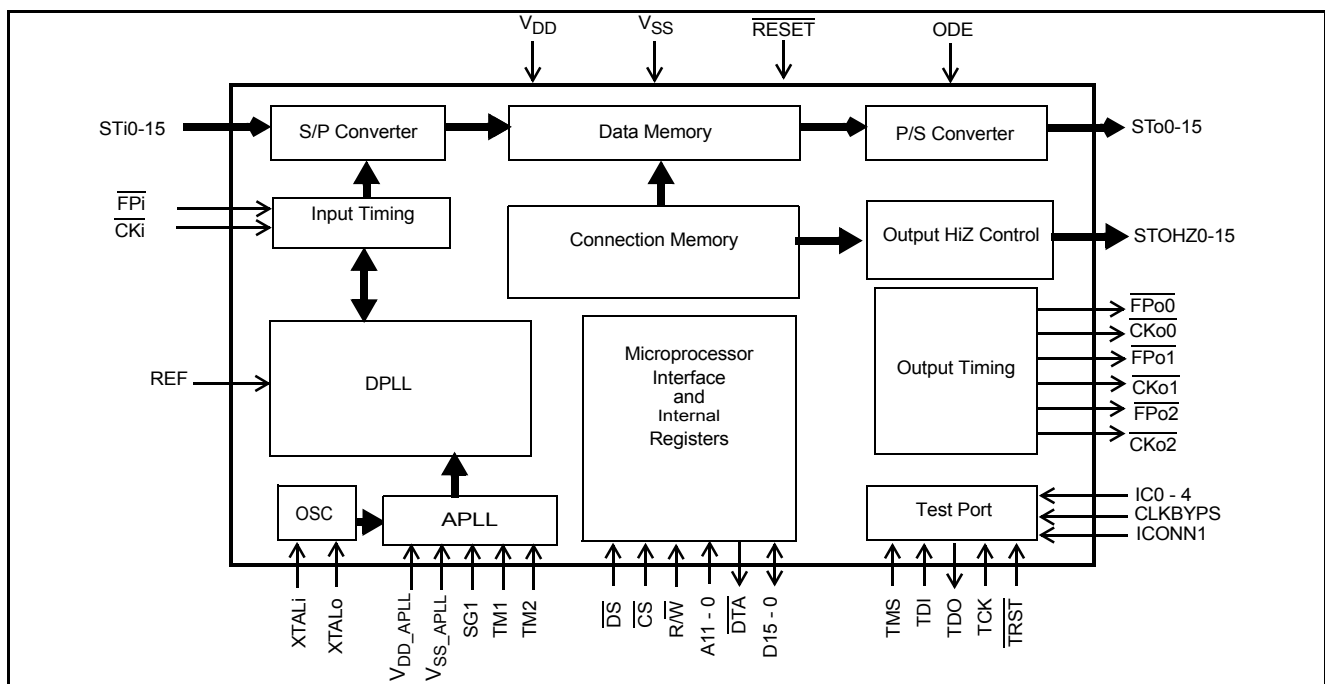 VDD VSS RESET ODE
STi0-15 S/P Converter Data Memory P/S Converter STo0-15
FPi
CKi
Input Timing
Connection Memory
Output HiZ Control
STOHZ0-15
REF
DPLL
Microprocessor
Interface
and
Internal
Registers
Output Timing
FPo0
CKo0
FPo1
CKo1
FPo2
CKo2
OSC
APLL
Test Port
IC0 - 4
CLKBYPS
ICONN1
XTALi
XTALo
VDD_APLL
VSS_APLL
SG1
TM1
TM2
DS
CS
R/W
A11 - 0
DTA
D15 - 0
TMS
TDI
TDO
TCK
TRST